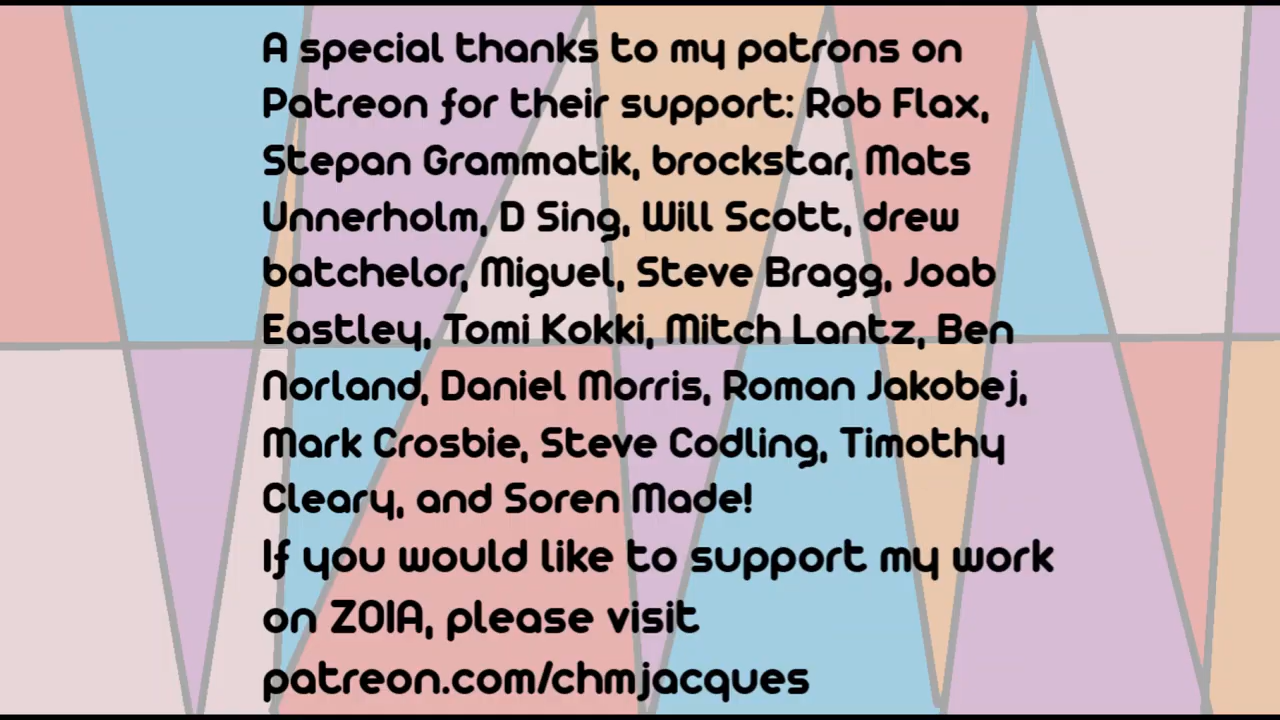 A special thanks to my patrons on
Patreon for their support: Rob Flax,
Stepan Grammatik, brockstar, Mats
Unnerholm, D Sing, Will Scott, drew
batchelor, Miguel, Steve Bragg, Joab
Eastley, Tomi Kokki, Mitch Lantz, Ben
Norland, Daniel Morris, Roman Jakobej,
Mark Crosbie, Steve Codling, Timothy
Cleary, and Soren Made!
If you would like to support my work
on ZOIA, please visit
patreon.com/chmjacques